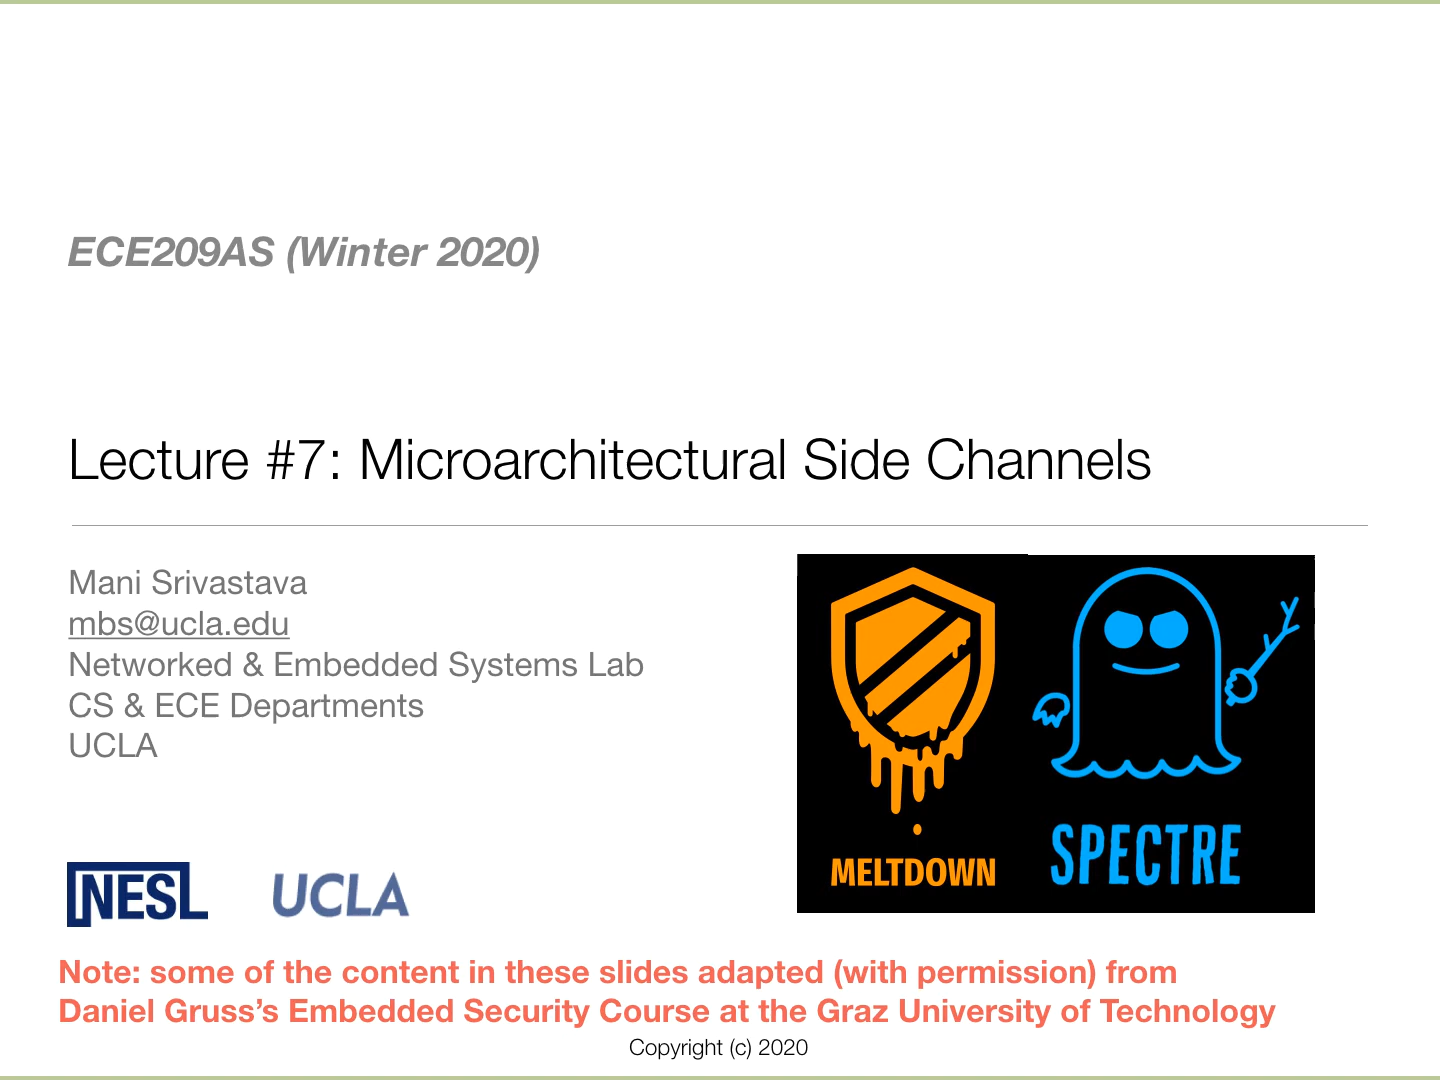 ECE209AS (Winter 2020)
Lecture #7: Microarchitectural Side Channels
Mani Srivastava
mbs@ucla.edu
Networked & Embedded Systems Lab
CS & ECE Departments
UCLA
MELTDOWN
SPECTRE
NESL
UCLA
Note: some of the content in these slides adapted (with permission) from
Daniel Gruss’s Embedded Security Course at the Graz University of Technology
Copyright (c) 2020